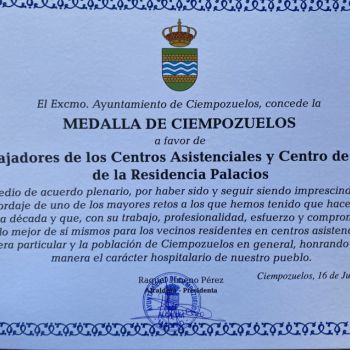 El Excmo. Ayuntamiento de Ciempozuelos, concede la
MEDALLA DE CIEMPOZUELOS
a favor de
ajadores de los Centros Asistenciales y Centro de
de la Residencia Palacios
edio de acuerdo plenario, por haber sido y seguir siendo imprescind
ordaje de uno de los mayores retos a los que hemos tenido que hace
a década y que, con su trabajo, profesionalidad, esfuerzo y compron
lo mejor de sí mismos para los vecinos residentes en centros asistenc
era particular y la población de Ciempozuelos en general, honrando
manera el carácter hospitalario de nuestro pueblo.
Ciempozuelos, 16 de Ju
Raquel Jimeno Pérez
Alcaldesa - Presidenta